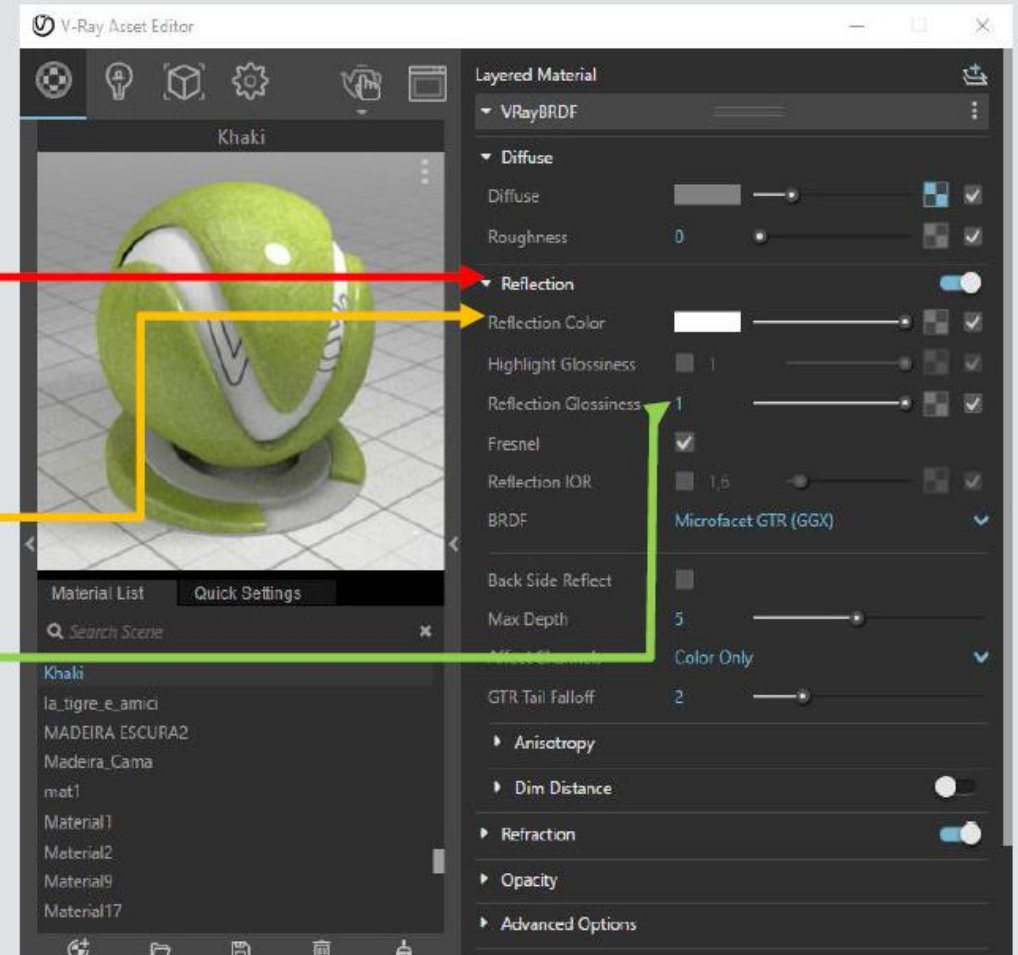 V-Ray Asset Editor
Khaki
Material List
Quick Settings
Search Scene
Khaki
la_tigre_e_amici
MADEIRA ESCURA2
Madeira_Cama
mat1
Material1
Material2
Material9
Material17
Layered Material
VRayBRDF
Diffuse
Diffuse
Roughness 0
Reflection
Reflection Color
Highlight Glossiness 1
Reflection Glossiness 1
Fresnel
Reflection IOR 1,6
BRDF Microfacet GTR (GGX)
Back Side Reflect
Max Depth 5
Affect Channels Color Only
GTR Tail Falloff 2
Anisotropy
Dim Distance
Refraction
Opacity
Advanced Options